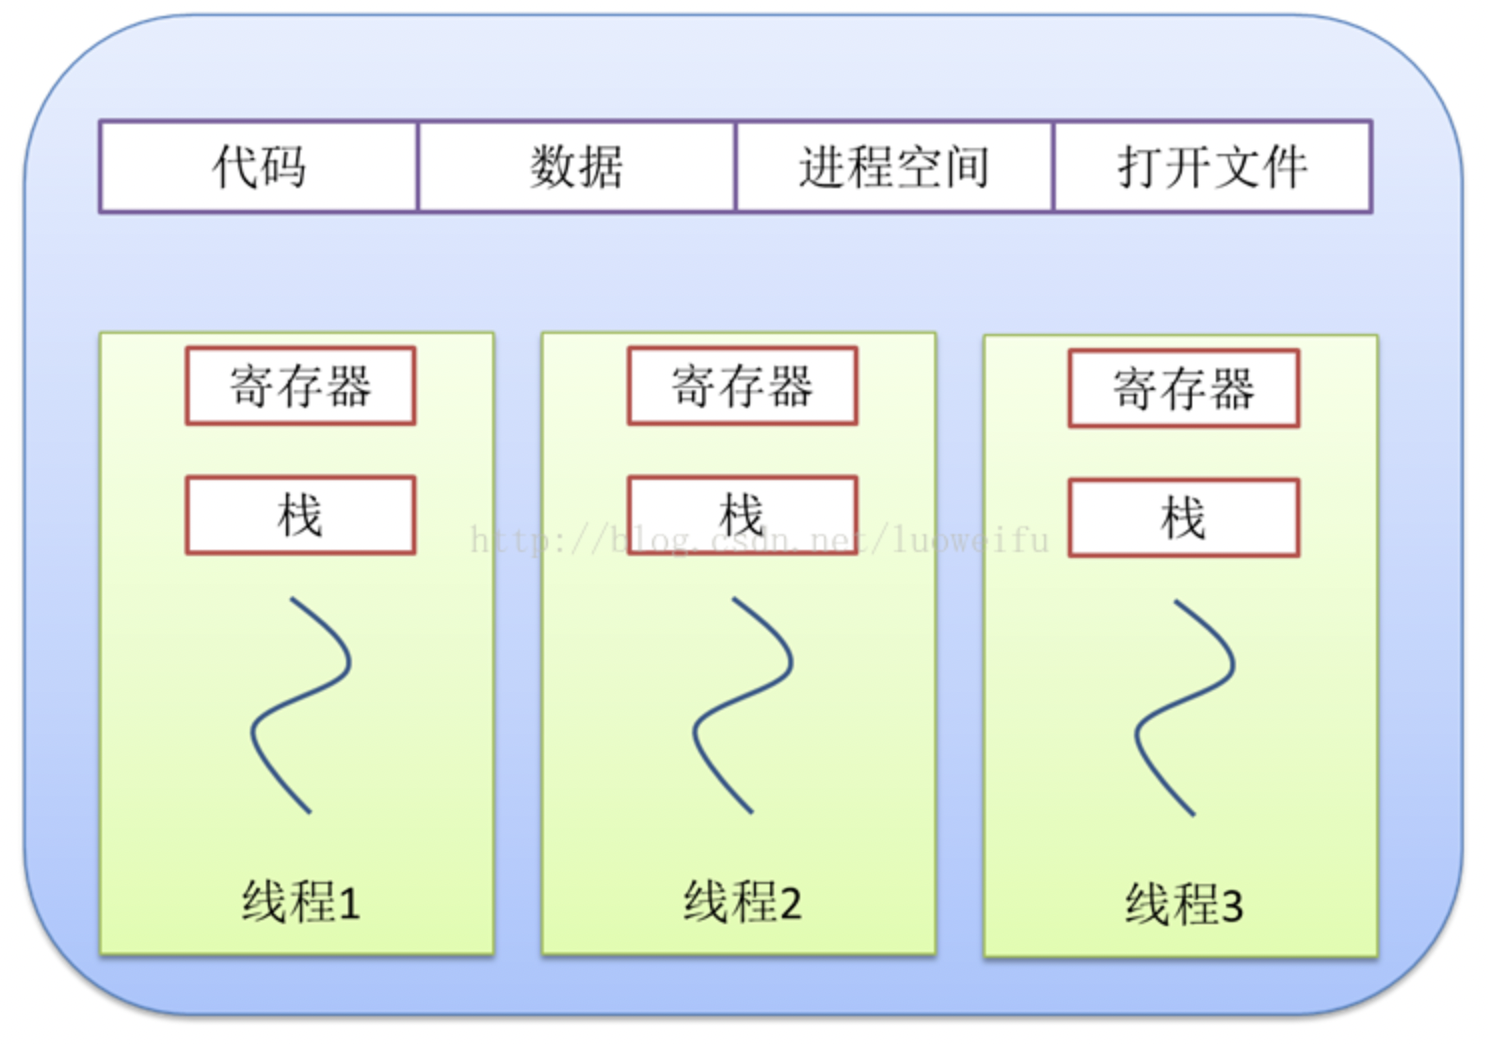 代码 数据 进程空间 打开文件
寄存器 寄存器 寄存器
栈 栈 栈
http://blog.csdn.net/luoweifu
线程1 线程2 线程3